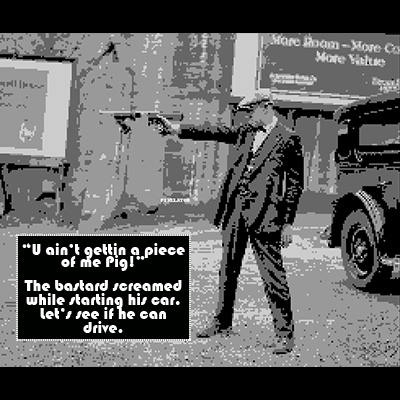 More Room - More Co
More Value
PIXELATOR
"U ain't gettin a piece
of me Pig!"
The bastard screamed
while starting his car.
Let's see if he can
drive.